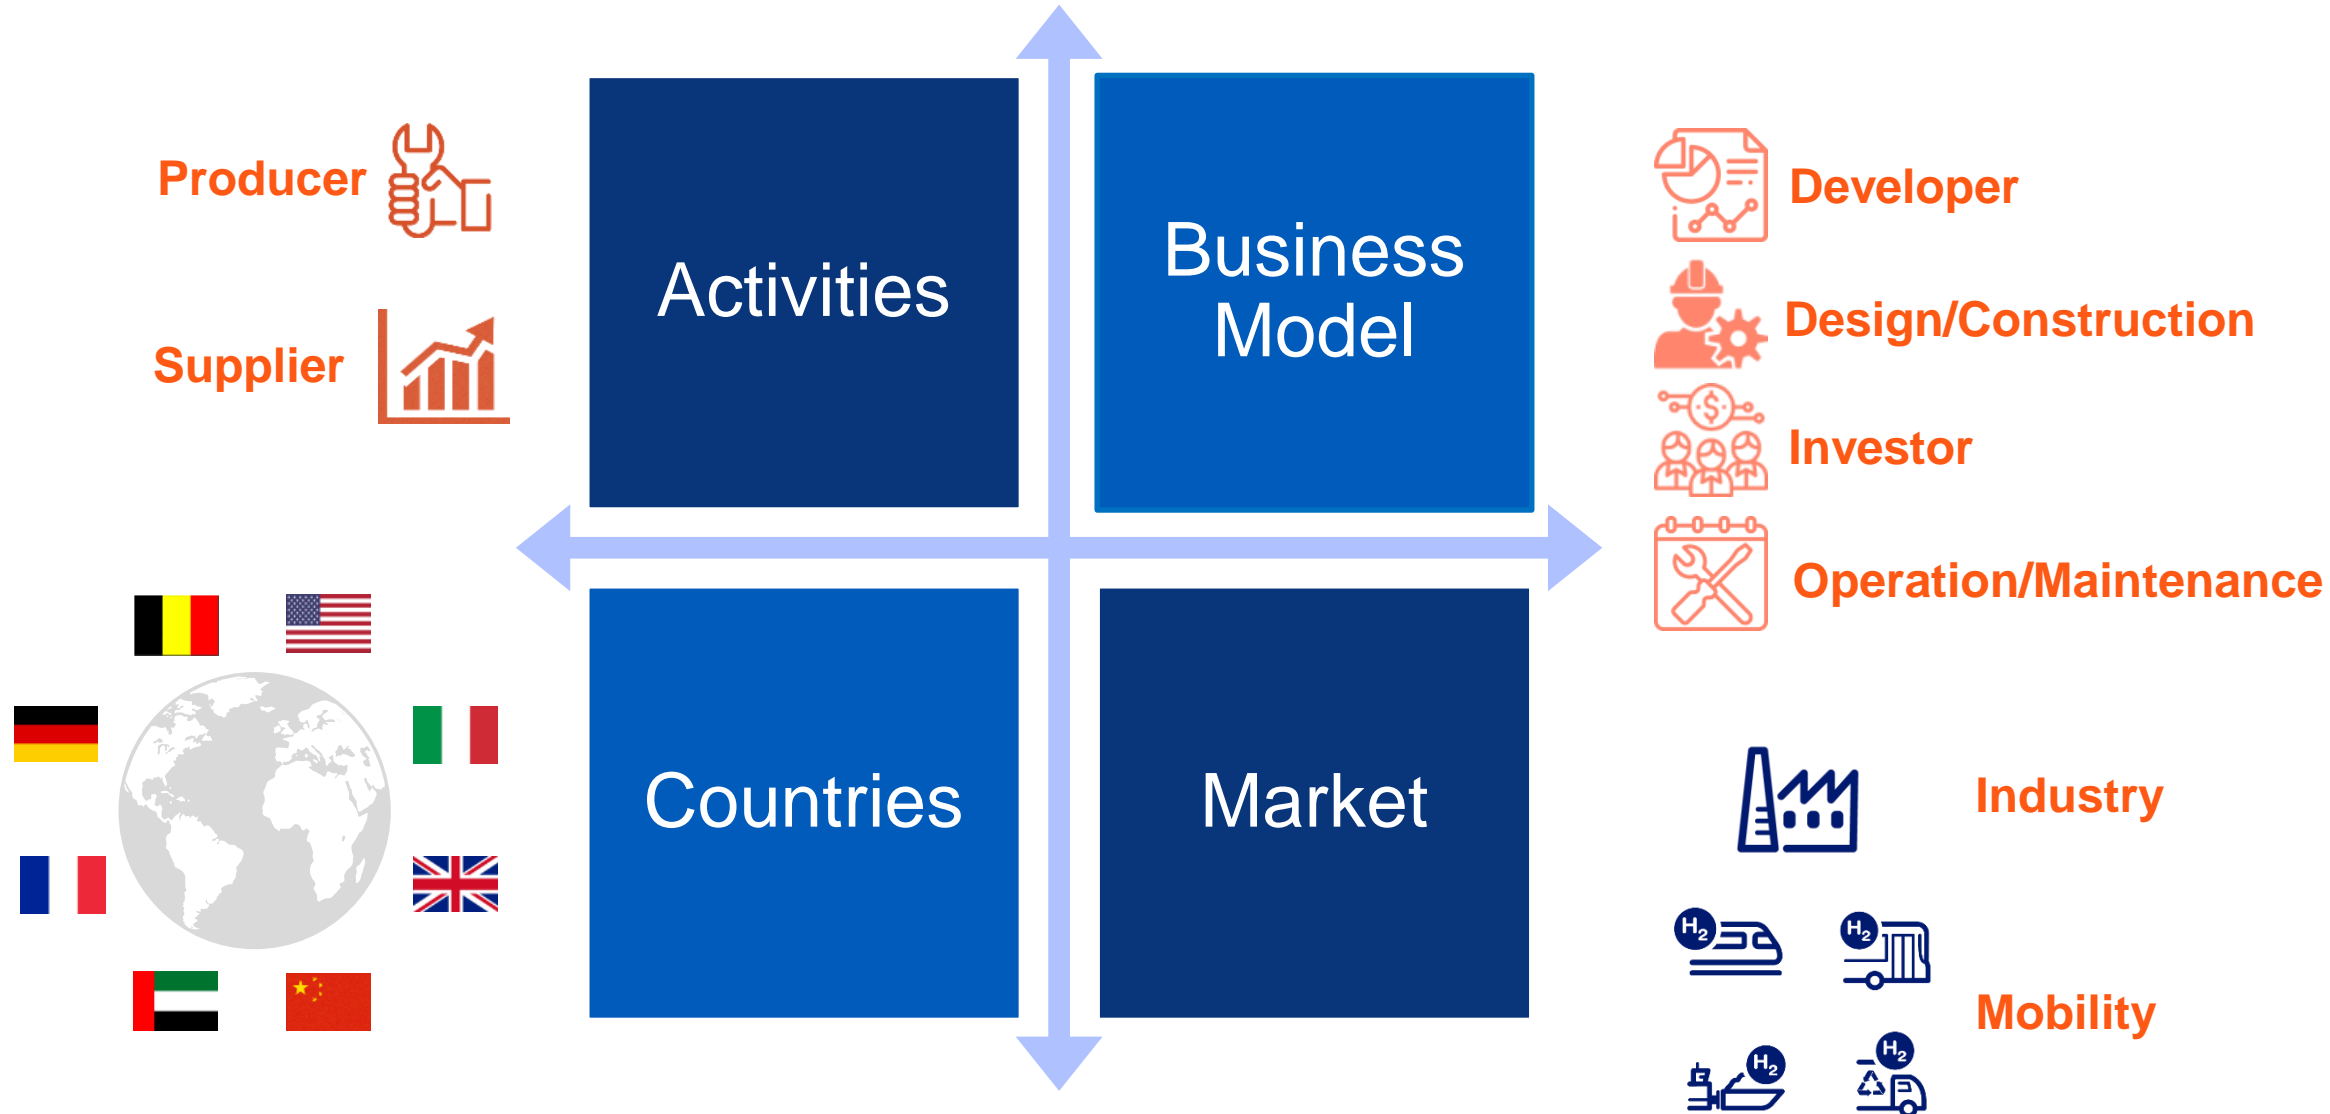 Producer
Supplier
Activities
Business
Model
Developer
Design/Construction
$
Investor
Operation/Maintenance
Countries
Market
Industry
H2
H2
Mobility
H2
H2